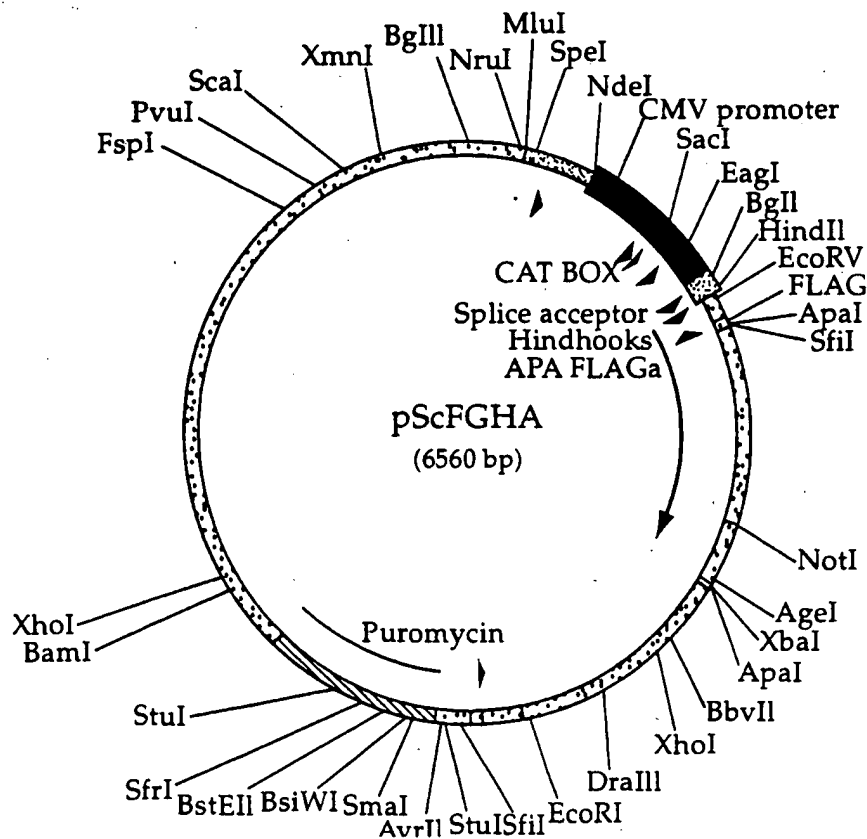 MluI
BglII
SpeI
XmnI
NruI
NdeI
ScaI
CMV promoter
PvuI
SacI
FspI
EagI
BglI
HindII
EcoRV
CAT BOX
FLAG
Splice acceptor
ApaI
Hindhooks
SfiI
APA FLAGa
pScFGHA
(6560 bp)
NotI
AgeI
XhoI
Puromycin
XbaI
BamI
ApaI
BbvII
StuI
XhoI
SfrI
DraIII
BstEII
BsiWI
SmaI
AvrII
StuI
SfiI
EcoRI